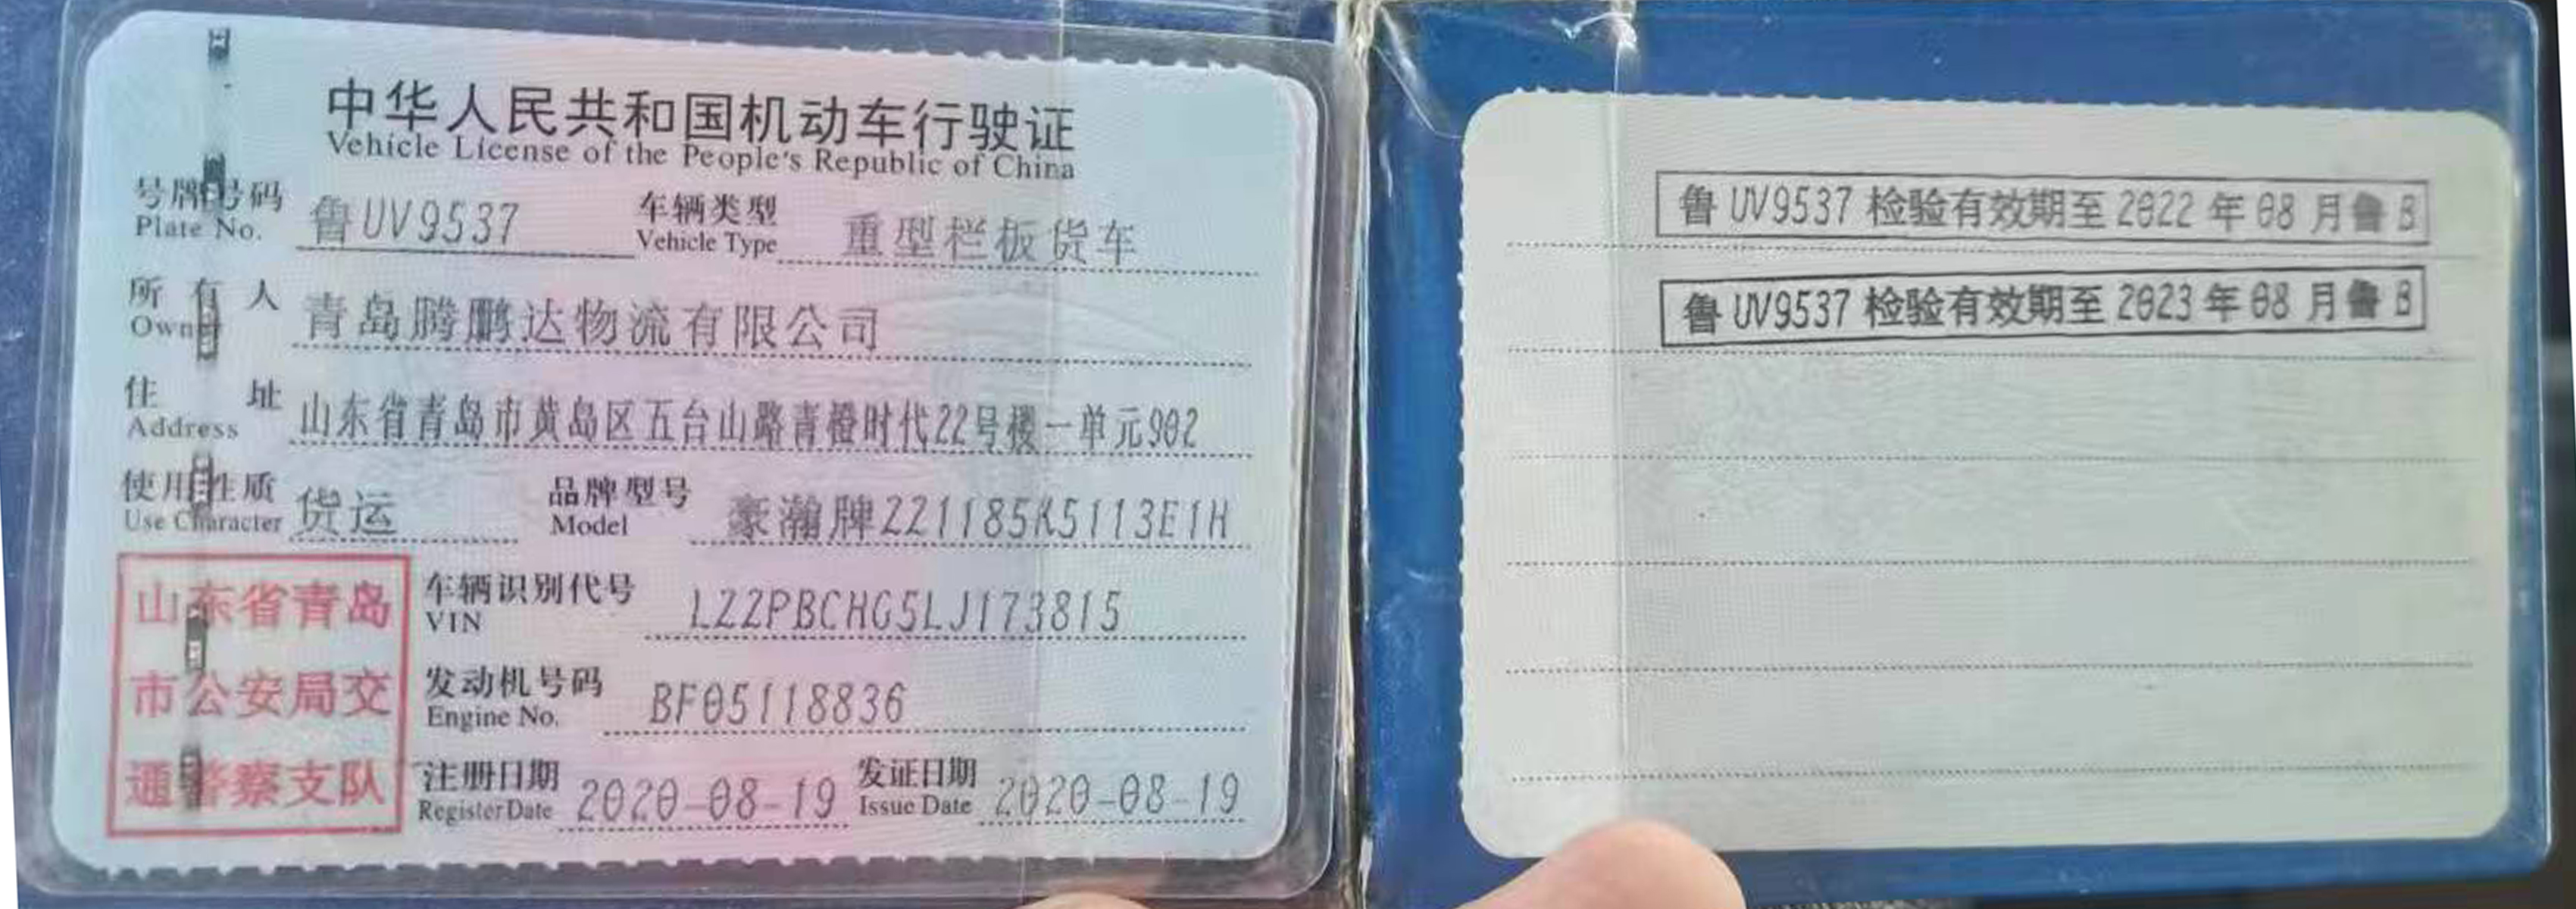 中华人民共和国机动车行驶证
Vehicle License of the People's Republic of China
号牌号码 鲁UV9537 车辆类型 重型栏板货车
Plate No. Vehicle Type
所有人 青岛腾鹏达物流有限公司
Owner
住址 山东省青岛市黄岛区五台山路青橙时代22号楼一单元902
Address
使用性质 货运 品牌型号 豪瀚牌ZZ1185K5113E1H
Use Character Model
车辆识别代号 LZZPBCHG5LJ173815
VIN
发动机号码 BF05118836
Engine No.
注册日期 2020-08-19 发证日期 2020-08-19
Register Date Issue Date
山东省青岛
市公安局交
通警察支队
鲁UV9537 检验有效期至 2022年08月鲁B
鲁UV9537 检验有效期至 2023年08月鲁B